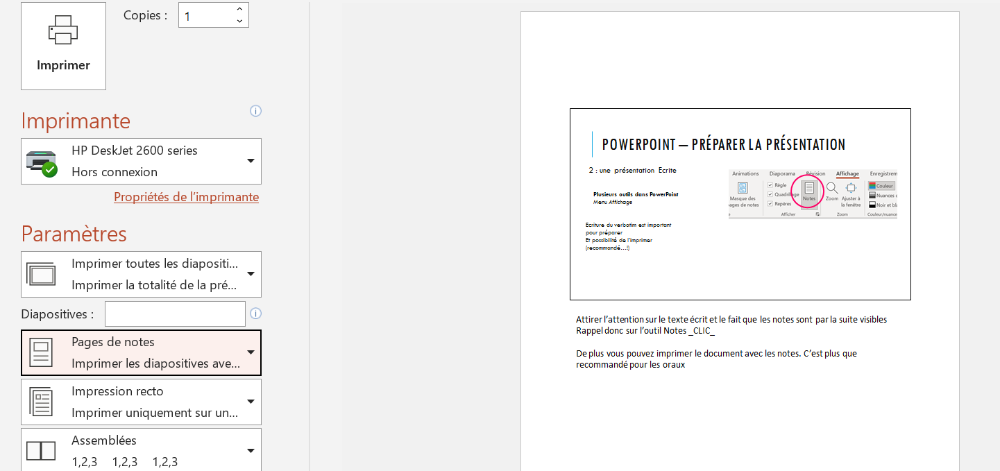 Copies :
1
Imprimer
Imprimante
HP DeskJet 2600 series
Hors connexion
Propriétés de l'imprimante
Paramètres
Imprimer toutes les diapositi...
Imprimer la totalité de la pré...
Diapositives :
Pages de notes
Imprimer les diapositives ave...
Impression recto
Imprimer uniquement sur un...
Assemblées
1,2,3 1,2,3 1,2,3
POWERPOINT – PRÉPARER LA PRÉSENTATION
2 : une présentation Ecrite
Plusieurs outils dans PowerPoint
Menu Affichage
Ecriture du verbatim est important
pour préparer
Et possibilité de l'imprimer
(recommandé...!)
Animations Diaporama Révision Affichage Enregistrem
Masque des
pages de notes
Règle
Quadrillage
Repères
Afficher
Notes
Zoom
Ajuster à
la fenêtre
Zoom
Couleur
Nuances
Noir et bl
Couleur/nuance
Attirer l'attention sur le texte écrit et le fait que les notes sont par la suite visibles
Rappel donc sur l'outil Notes _CLIC_
De plus vous pouvez imprimer le document avec les notes. C'est plus que
recommandé pour les oraux